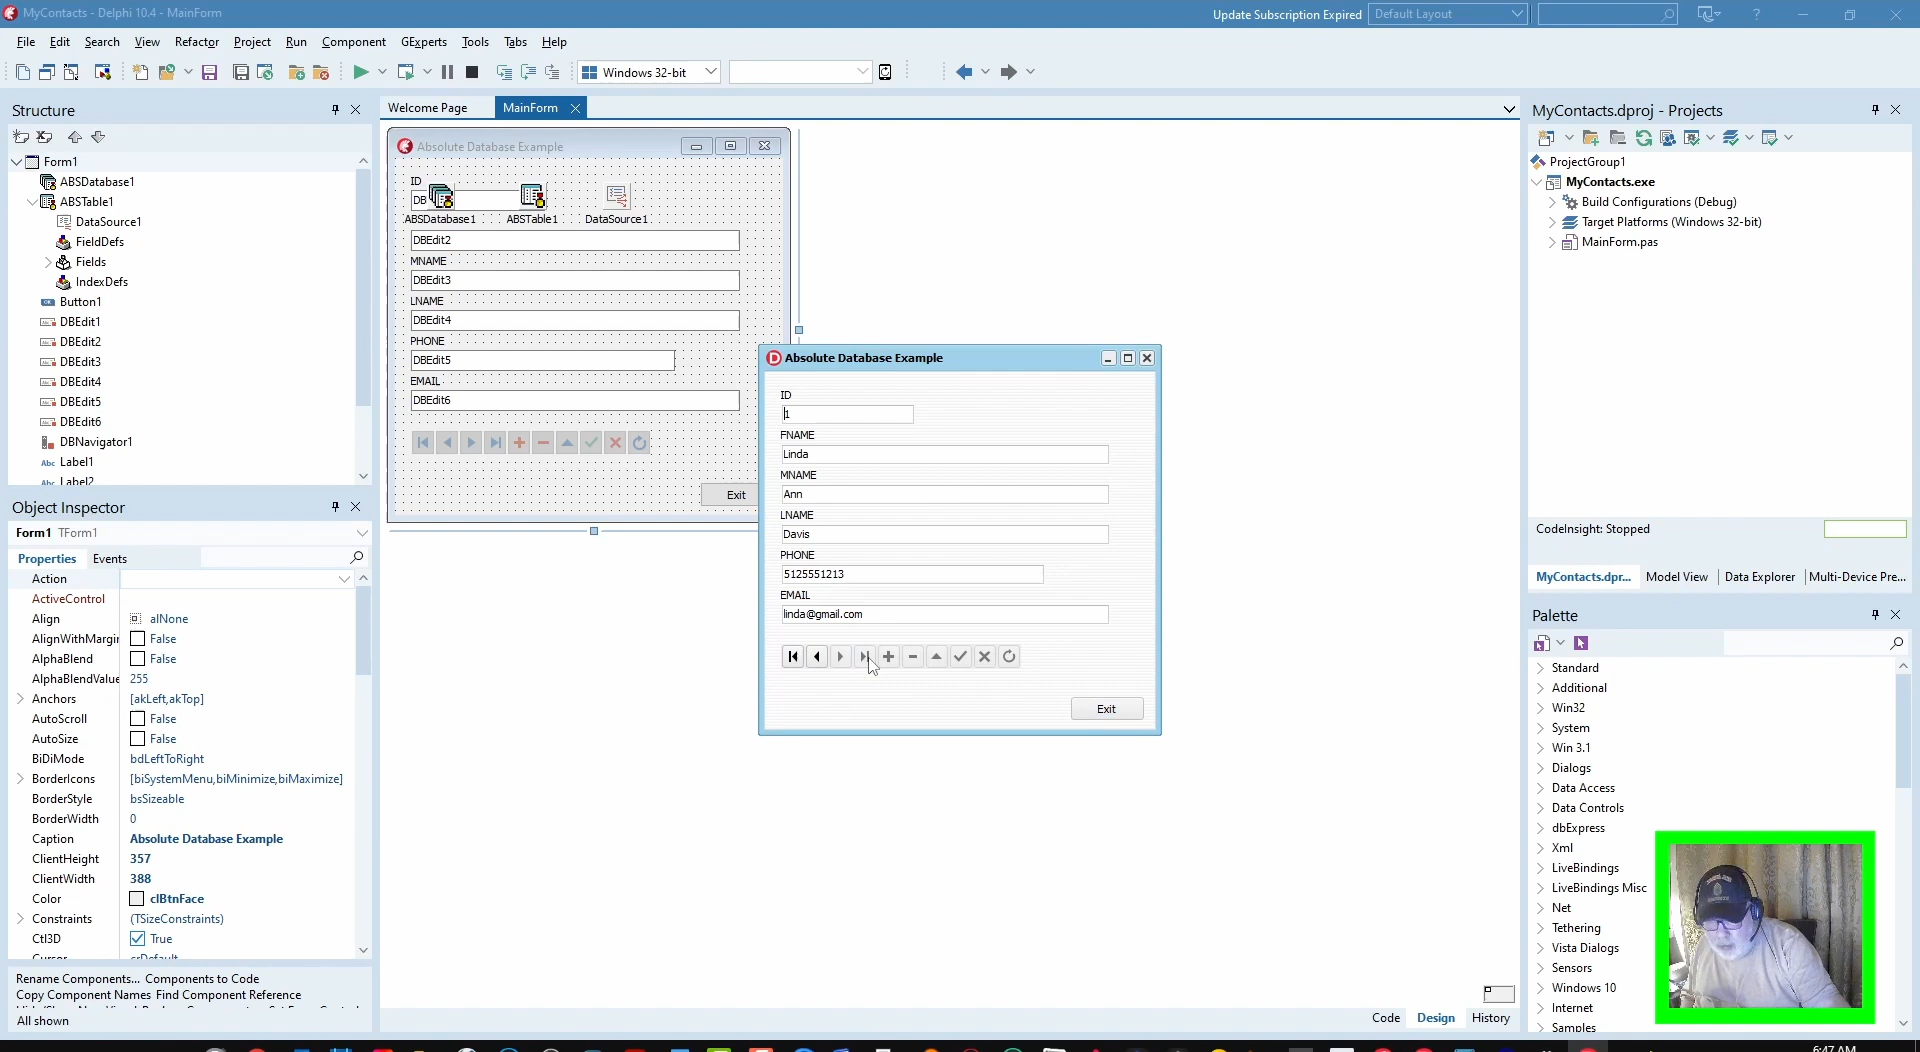 MyContacts - Delphi 10.4 - MainForm
Update Subscription Expired
Default Layout
File Edit Search View Refactor Project Run Component GExperts Tools Tabs Help
Windows 32-bit
Structure
Form1
ABSDatabase1
ABSTable1
DataSource1
FieldDefs
Fields
IndexDefs
Button1
DBEdit1
DBEdit2
DBEdit3
DBEdit4
DBEdit5
DBEdit6
DBNavigator1
Label1
Label2
Object Inspector
Form1 TForm1
Properties Events
Action
ActiveControl
Align alNone
AlignWithMargir False
AlphaBlend False
AlphaBlendValue 255
Anchors [akLeft,akTop]
AutoScroll False
AutoSize False
BiDiMode bdLeftToRight
BorderIcons [biSystemMenu,biMinimize,biMaximize]
BorderStyle bsSizeable
BorderWidth 0
Caption Absolute Database Example
ClientHeight 357
ClientWidth 388
Color clBtnFace
Constraints (TSizeConstraints)
Ctl3D True
Cursor crDefault
Rename Components... Components to Code
Copy Component Names Find Component Reference
All shown
Welcome Page MainForm
Absolute Database Example
ID
DB
ABSDatabase1 ABSTable1 DataSource1
DBEdit2
MNAME
DBEdit3
LNAME
DBEdit4
PHONE
DBEdit5
EMAIL
DBEdit6
Exit
Absolute Database Example
ID
1
FNAME
Linda
MNAME
Ann
LNAME
Davis
PHONE
5125551213
EMAIL
linda@gmail.com
Exit
Code Design History
MyContacts.dproj - Projects
ProjectGroup1
MyContacts.exe
Build Configurations (Debug)
Target Platforms (Windows 32-bit)
MainForm.pas
CodeInsight: Stopped
MyContacts.dpr... Model View Data Explorer Multi-Device Pre...
Palette
Standard
Additional
Win32
System
Win 3.1
Dialogs
Data Access
Data Controls
dbExpress
Xml
LiveBindings
LiveBindings Misc
Net
Tethering
Vista Dialogs
Sensors
Windows 10
Internet
Samples
6:47 AM